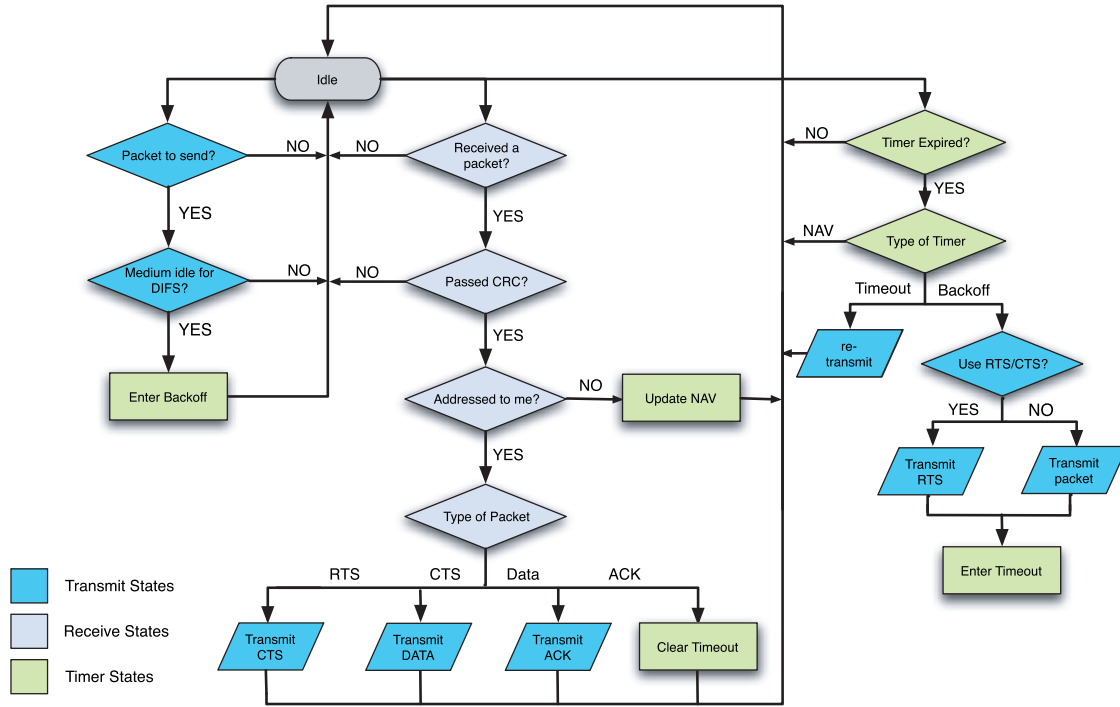 Idle
Packet to send?
NO
NO
Received a
packet?
NO
Timer Expired?
YES
YES
YES
NAV
Type of Timer
Medium idle for
DIFS?
NO
NO
Passed CRC?
Timeout
Backoff
YES
YES
re-
transmit
Use RTS/CTS?
Enter Backoff
Addressed to me?
NO
Update NAV
YES
NO
YES
Transmit
RTS
Transmit
packet
Type of Packet
Enter Timeout
RTS
CTS
Data
ACK
Transmit
CTS
Transmit
DATA
Transmit
ACK
Clear Timeout
Transmit States
Receive States
Timer States